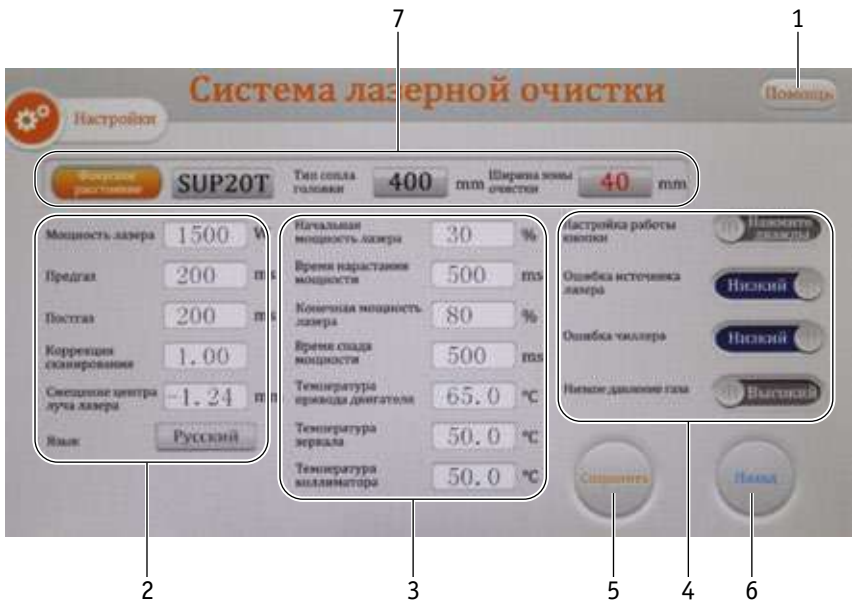 7
1
Система лазерной очистки
Помощь
Настройки
Фокусное
расстояние
SUP20T
Тип сопла
головки
400
mm
Ширина зоны
очистки
40
mm
Мощность лазера
1500
W
Предгаз
200
ms
Постгаз
200
ms
Коррекция
сканирования
1.00
Смещение центра
луча лазера
-1.24
mm
Язык
Русский
Начальная
мощность лазера
30
%
Время нарастания
мощности
500
ms
Конечная мощность
лазера
80
%
Время спада
мощности
500
ms
Температура
привода двигателя
65.0
°C
Температура
зеркала
50.0
°C
Температура
коллиматора
50.0
°C
Настройка работы
кнопки
Нажмите
дважды
Ошибка источника
лазера
Низкий
Ошибка чиллера
Низкий
Низкое давление газа
Высокий
Сохранить
Назад
2
3
5
4
6